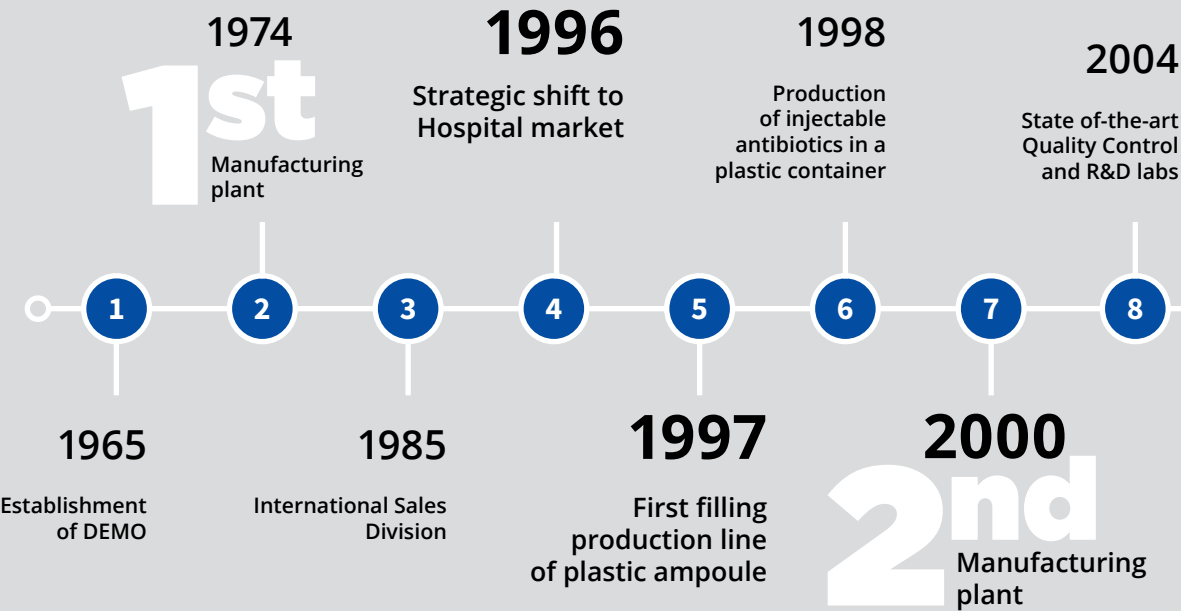 1974
1st
Manufacturing
plant
1996
Strategic shift to
Hospital market
1998
Production
of injectable
antibiotics in a
plastic container
2004
State of-the-art
Quality Control
and R&D labs
1
2
3
4
5
6
7
8
1965
Establishment
of DEMO
1985
International Sales
Division
1997
First filling
production line
of plastic ampoule
2000
2nd
Manufacturing
plant